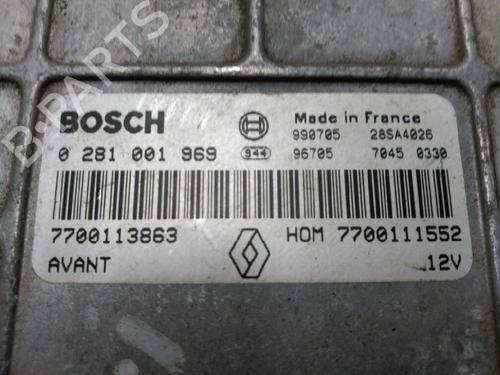 BOSCH
Made in France
990705 28SA4026
0 281 001 969
944
96705 7045 0330
7700113863
HOM 7700111552
AVANT
12V
B-PARTS